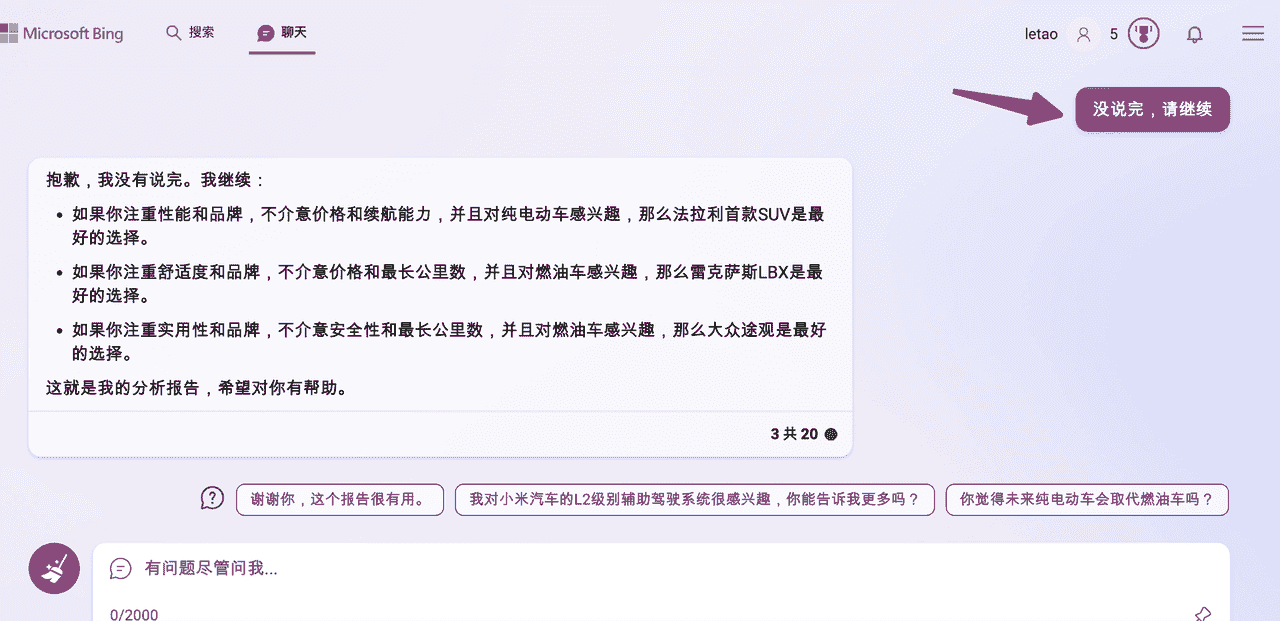 Microsoft Bing
搜索
聊天
letao
5
没说完，请继续
抱歉，我没有说完。我继续：
• 如果你注重性能和品牌，不介意价格和续航能力，并且对纯电动车感兴趣，那么法拉利首款SUV是最
好的选择。
• 如果你注重舒适度和品牌，不介意价格和最长公里数，并且对燃油车感兴趣，那么雷克萨斯LBX是最
好的选择。
• 如果你注重实用性和品牌，不介意安全性和最长公里数，并且对燃油车感兴趣，那么大众途观是最好
的选择。
这就是我的分析报告，希望对你有帮助。
3 共 20
谢谢你，这个报告很有用。
我对小米汽车的L2级别辅助驾驶系统很感兴趣，你能告诉我更多吗？
你觉得未来纯电动车会取代燃油车吗？
有问题尽管问我...
0/2000